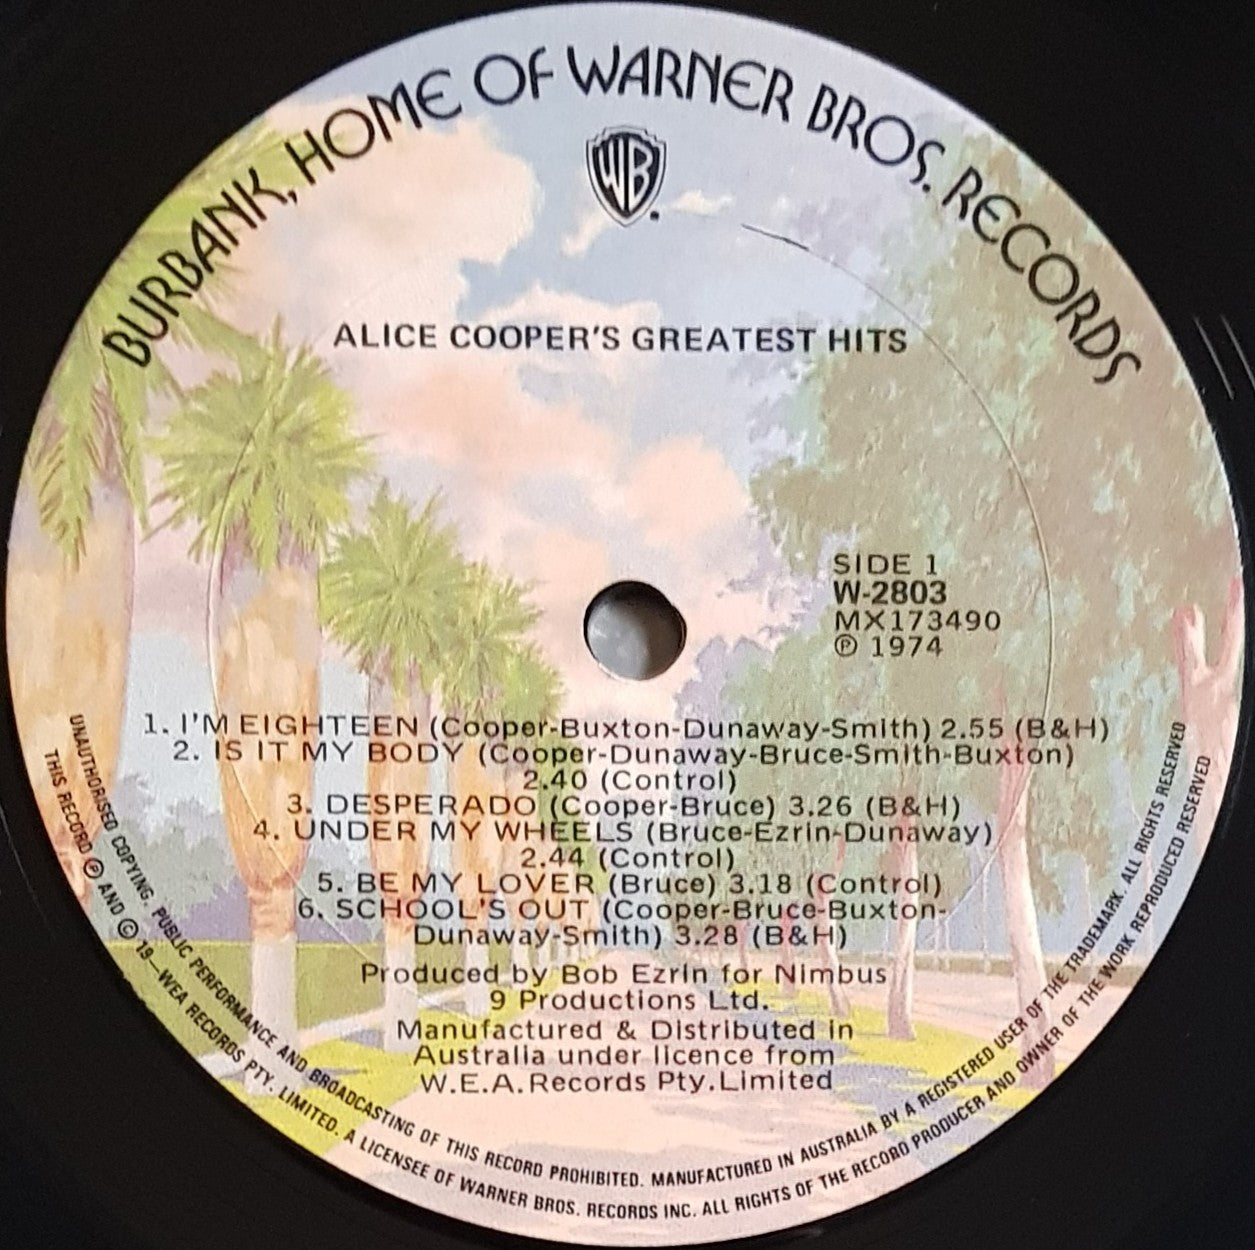 BURBANK, HOME OF WARNER BROS. RECORDS
WB
ALICE COOPER'S GREATEST HITS
SIDE 1
W-2803
MX173490
℗ 1974
1. I'M EIGHTEEN (Cooper-Buxton-Dunaway-Smith) 2.55 (B&H)
2. IS IT MY BODY (Cooper-Dunaway-Bruce-Smith-Buxton)
2.40 (Control)
3. DESPERADO (Cooper-Bruce) 3.26 (B&H)
4. UNDER MY WHEELS (Bruce-Ezrin-Dunaway)
2.44 (Control)
5. BE MY LOVER (Bruce) 3.18 (Control)
6. SCHOOL'S OUT (Cooper-Bruce-Buxton-
Dunaway-Smith) 3.28 (B&H)
Produced by Bob Ezrin for Nimbus
9 Productions Ltd.
Manufactured & Distributed in
Australia under licence from
W.E.A. Records Pty. Limited
UNAUTHORISED COPYING, PUBLIC PERFORMANCE AND BROADCASTING OF THIS RECORD PROHIBITED. MANUFACTURED IN AUSTRALIA BY A REGISTERED USER OF THE TRADEMARK. ALL RIGHTS RESERVED
THIS RECORD ℗ AND © 19—WEA RECORDS PTY. LIMITED. A LICENSEE OF WARNER BROS. RECORDS INC. ALL RIGHTS OF THE RECORD PRODUCER AND OWNER OF THE WORK REPRODUCED RESERVED